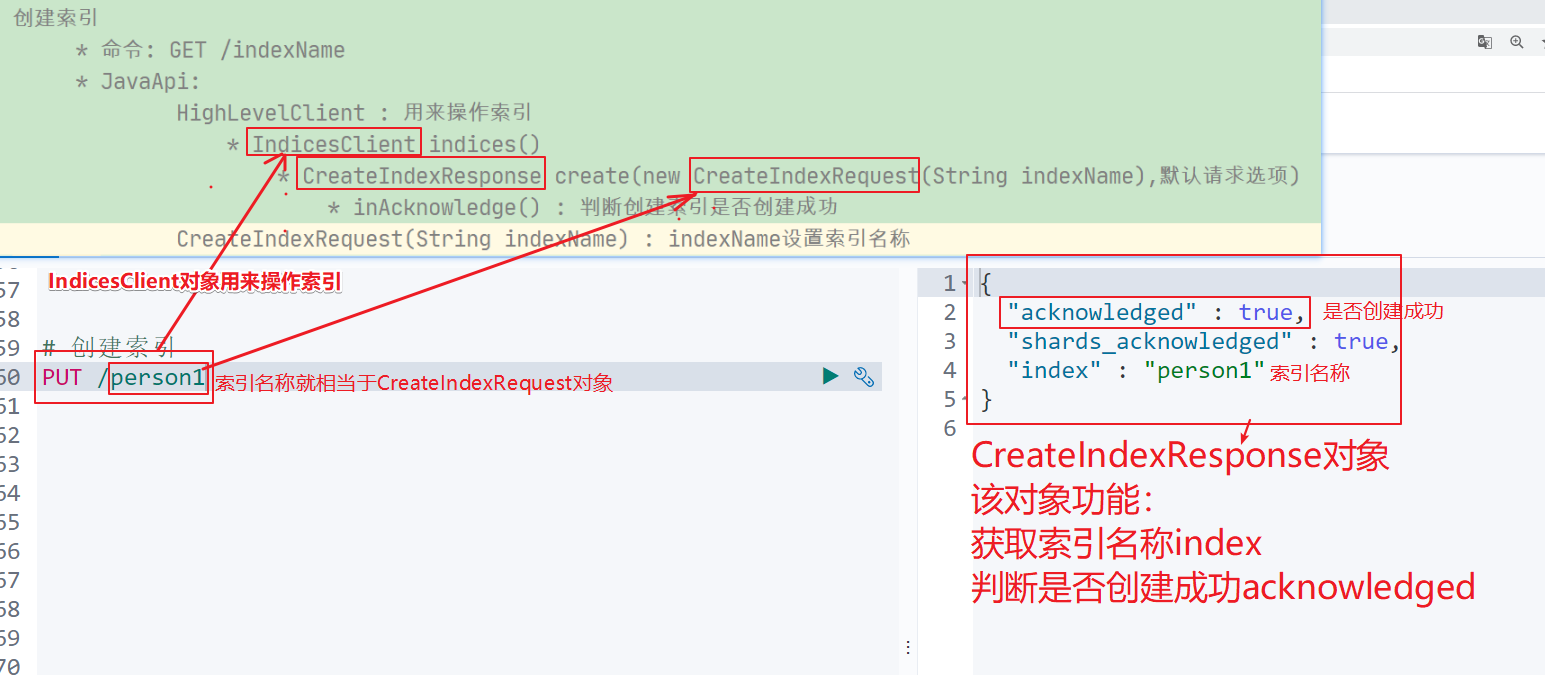 创建索引
* 命令: GET /indexName
* JavaApi:
HighLevelClient : 用来操作索引
* IndicesClient indices()
* CreateIndexResponse create(new CreateIndexRequest(String indexName),默认请求选项)
* inAcknowledge() : 判断创建索引是否创建成功
CreateIndexRequest(String indexName) : indexName设置索引名称
IndicesClient对象用来操作索引
57
58
59 # 创建索引
60 PUT /person1 索引名称就相当于CreateIndexRequest对象
61
62
63
64
65
66
67
68
69
70
1 {
2 "acknowledged" : true, 是否创建成功
3 "shards_acknowledged" : true,
4 "index" : "person1" 索引名称
5 }
6
CreateIndexResponse对象
该对象功能：
获取索引名称index
判断是否创建成功acknowledged